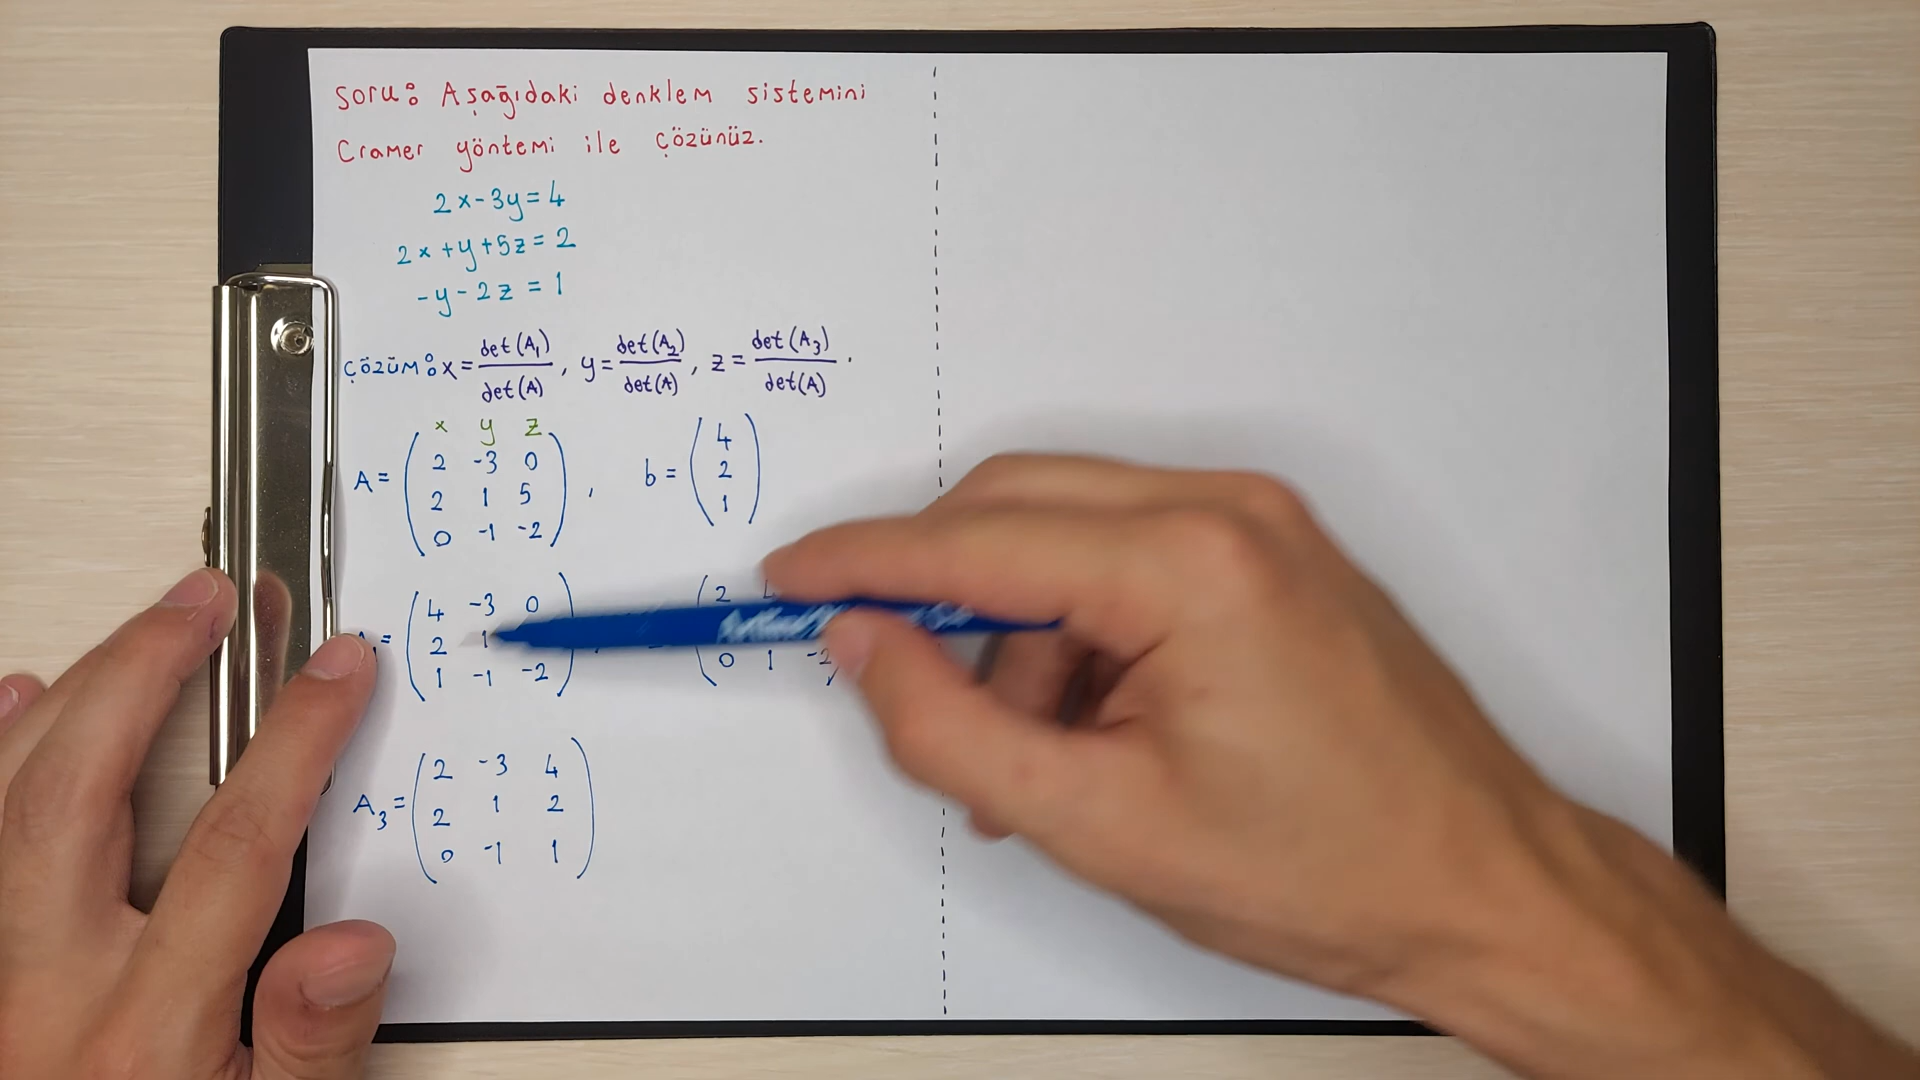 Soru: Aşağıdaki denklem sistemini
Cramer yöntemi ile çözünüz.
2x-3y=4
2x+y+5z=2
-y-2z=1
Çözüm: x=det(A₁)/det(A), y=det(A₂)/det(A), z=det(A₃)/det(A).
x y z
A=(2 -3 0; 2 1 5; 0 -1 -2), b=(4; 2; 1)
4 -3 0
2 1
1 -1 -2
2
0 1 -2
A₃=(2 -3 4; 2 1 2; 0 -1 1)